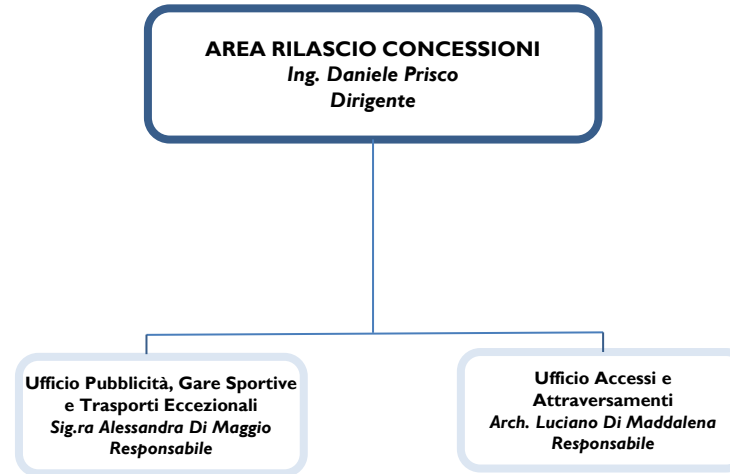 AREA RILASCIO CONCESSIONI
Ing. Daniele Prisco
Dirigente
Ufficio Pubblicità, Gare Sportive
e Trasporti Eccezionali
Sig.ra Alessandra Di Maggio
Responsabile
Ufficio Accessi e
Attraversamenti
Arch. Luciano Di Maddalena
Responsabile